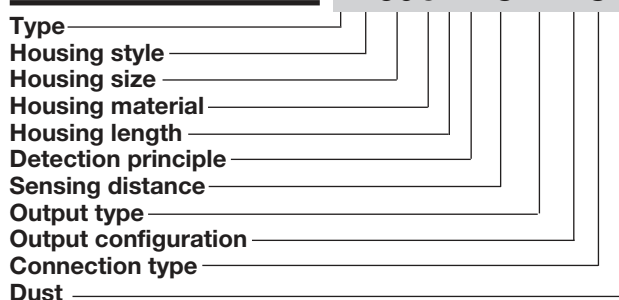 Type
Housing style
Housing size
Housing material
Housing length
Detection principle
Sensing distance
Output type
Output configuration
Connection type
Dust